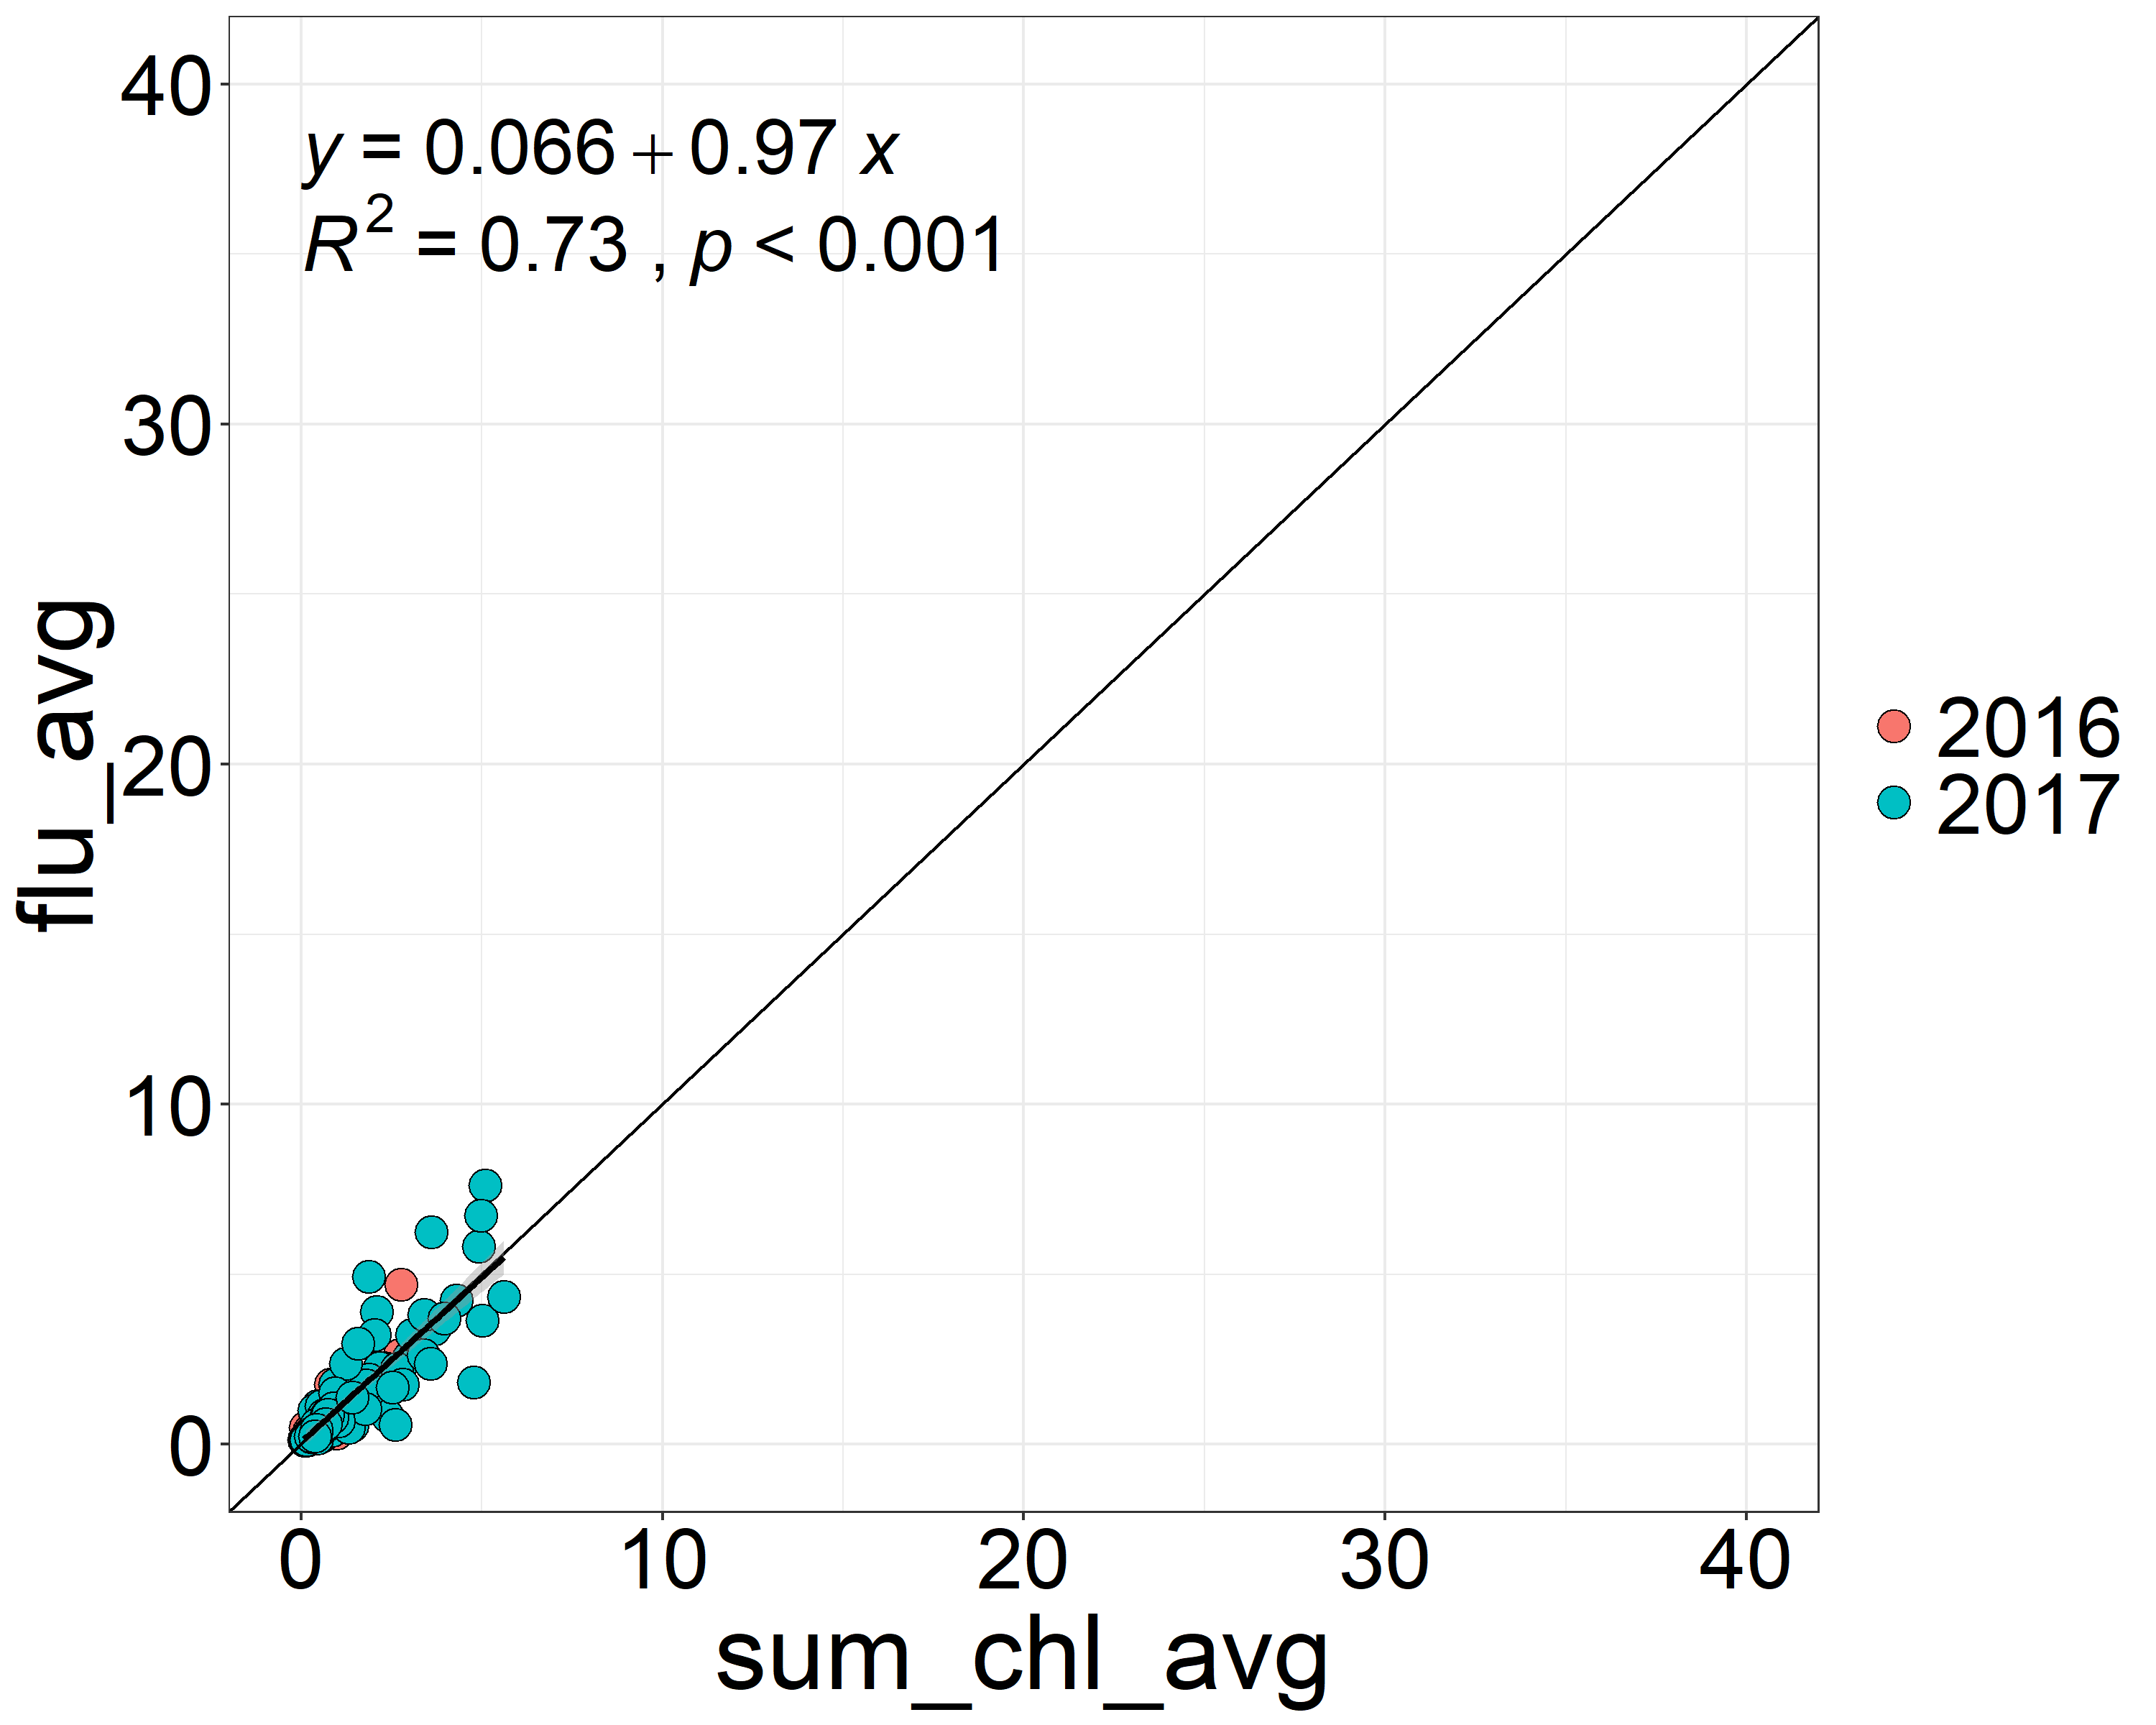 40
30
20
10
0
flu_avg
y = 0.066 + 0.97 x
R² = 0.73 , p < 0.001
2016
2017
0 10 20 30 40
sum_chl_avg